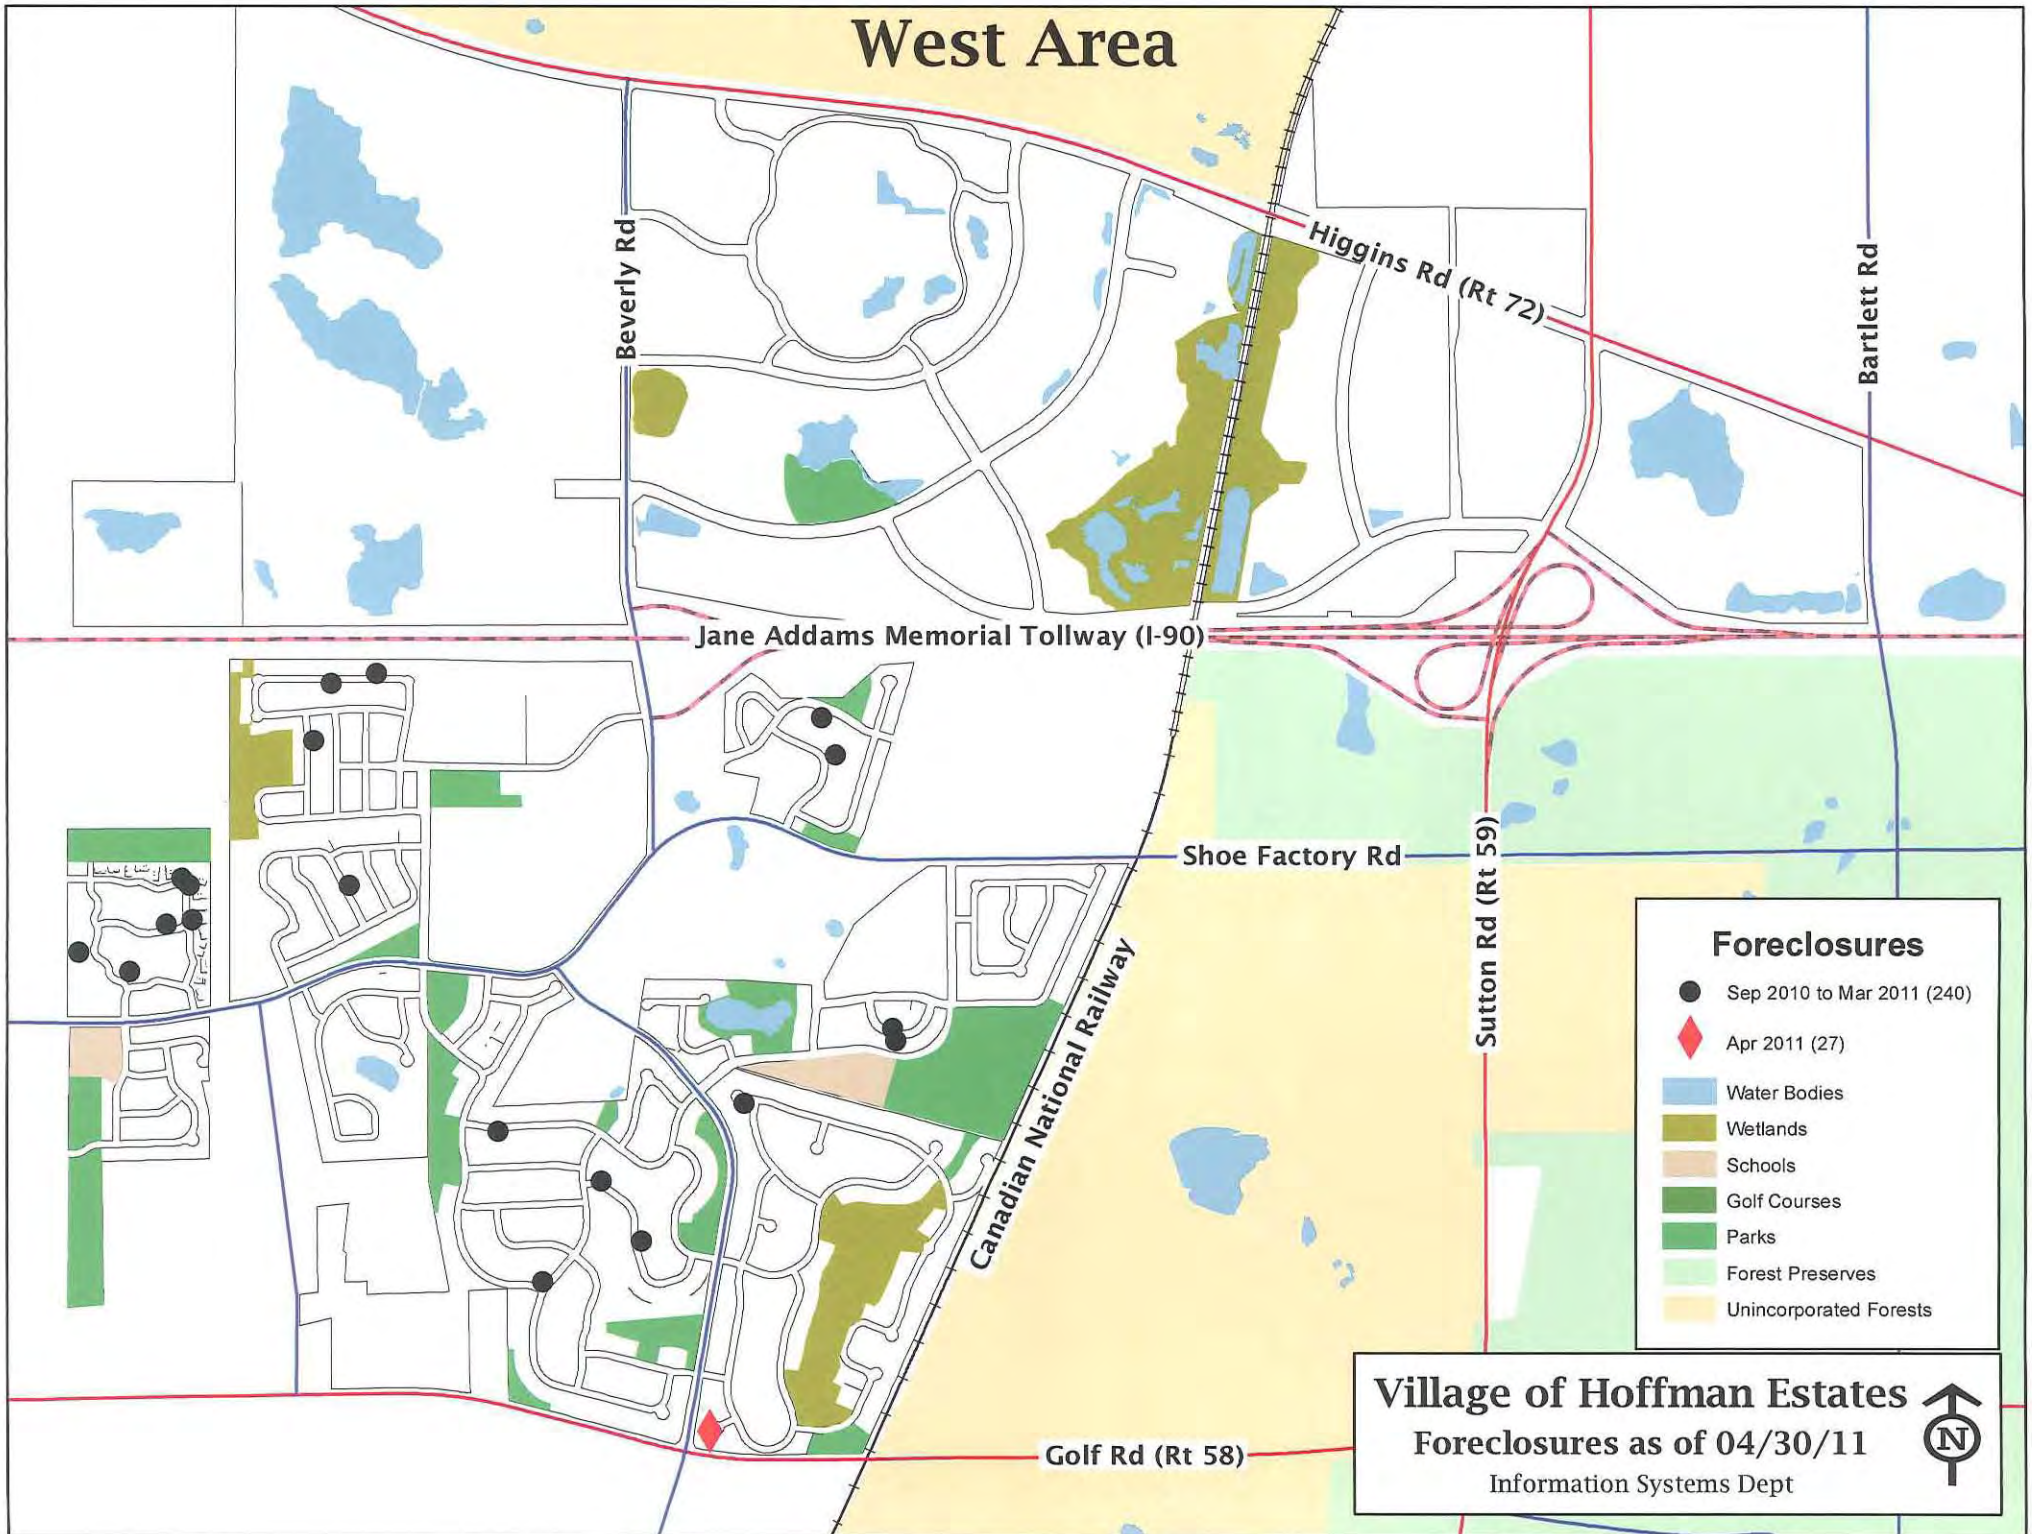 West Area
Higgins Rd (Rt 72)
Beverly Rd
Bartlett Rd
Jane Addams Memorial Tollway (I-90)
Shoe Factory Rd
Sutton Rd (Rt 59)
Canadian National Railway
Golf Rd (Rt 58)
Foreclosures
Sep 2010 to Mar 2011 (240)
Apr 2011 (27)
Water Bodies
Wetlands
Schools
Golf Courses
Parks
Forest Preserves
Unincorporated Forests
Village of Hoffman Estates
Foreclosures as of 04/30/11
Information Systems Dept
N